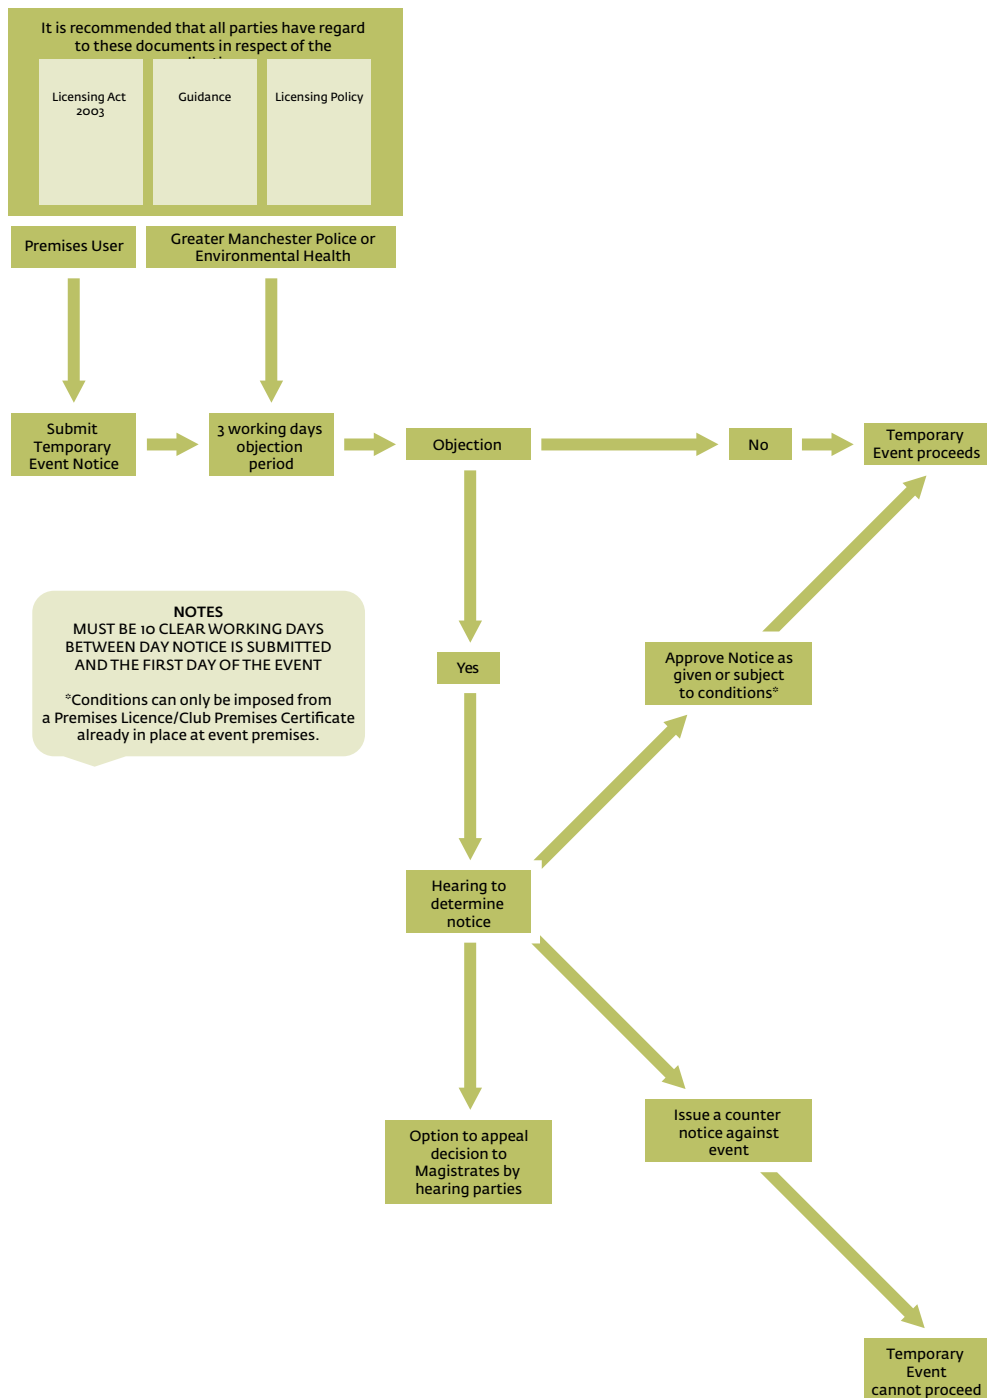 It is recommended that all parties have regard
to these documents in respect of the
Licensing Act
2003
Guidance
Licensing Policy
Premises User
Greater Manchester Police or
Environmental Health
Submit
Temporary
Event Notice
3 working days
objection
period
Objection
No
Temporary
Event proceeds
NOTES
MUST BE 10 CLEAR WORKING DAYS
BETWEEN DAY NOTICE IS SUBMITTED
AND THE FIRST DAY OF THE EVENT
*Conditions can only be imposed from
a Premises Licence/Club Premises Certificate
already in place at event premises.
Yes
Approve Notice as
given or subject
to conditions*
Hearing to
determine
notice
Option to appeal
decision to
Magistrates by
hearing parties
Issue a counter
notice against
event
Temporary
Event
cannot proceed